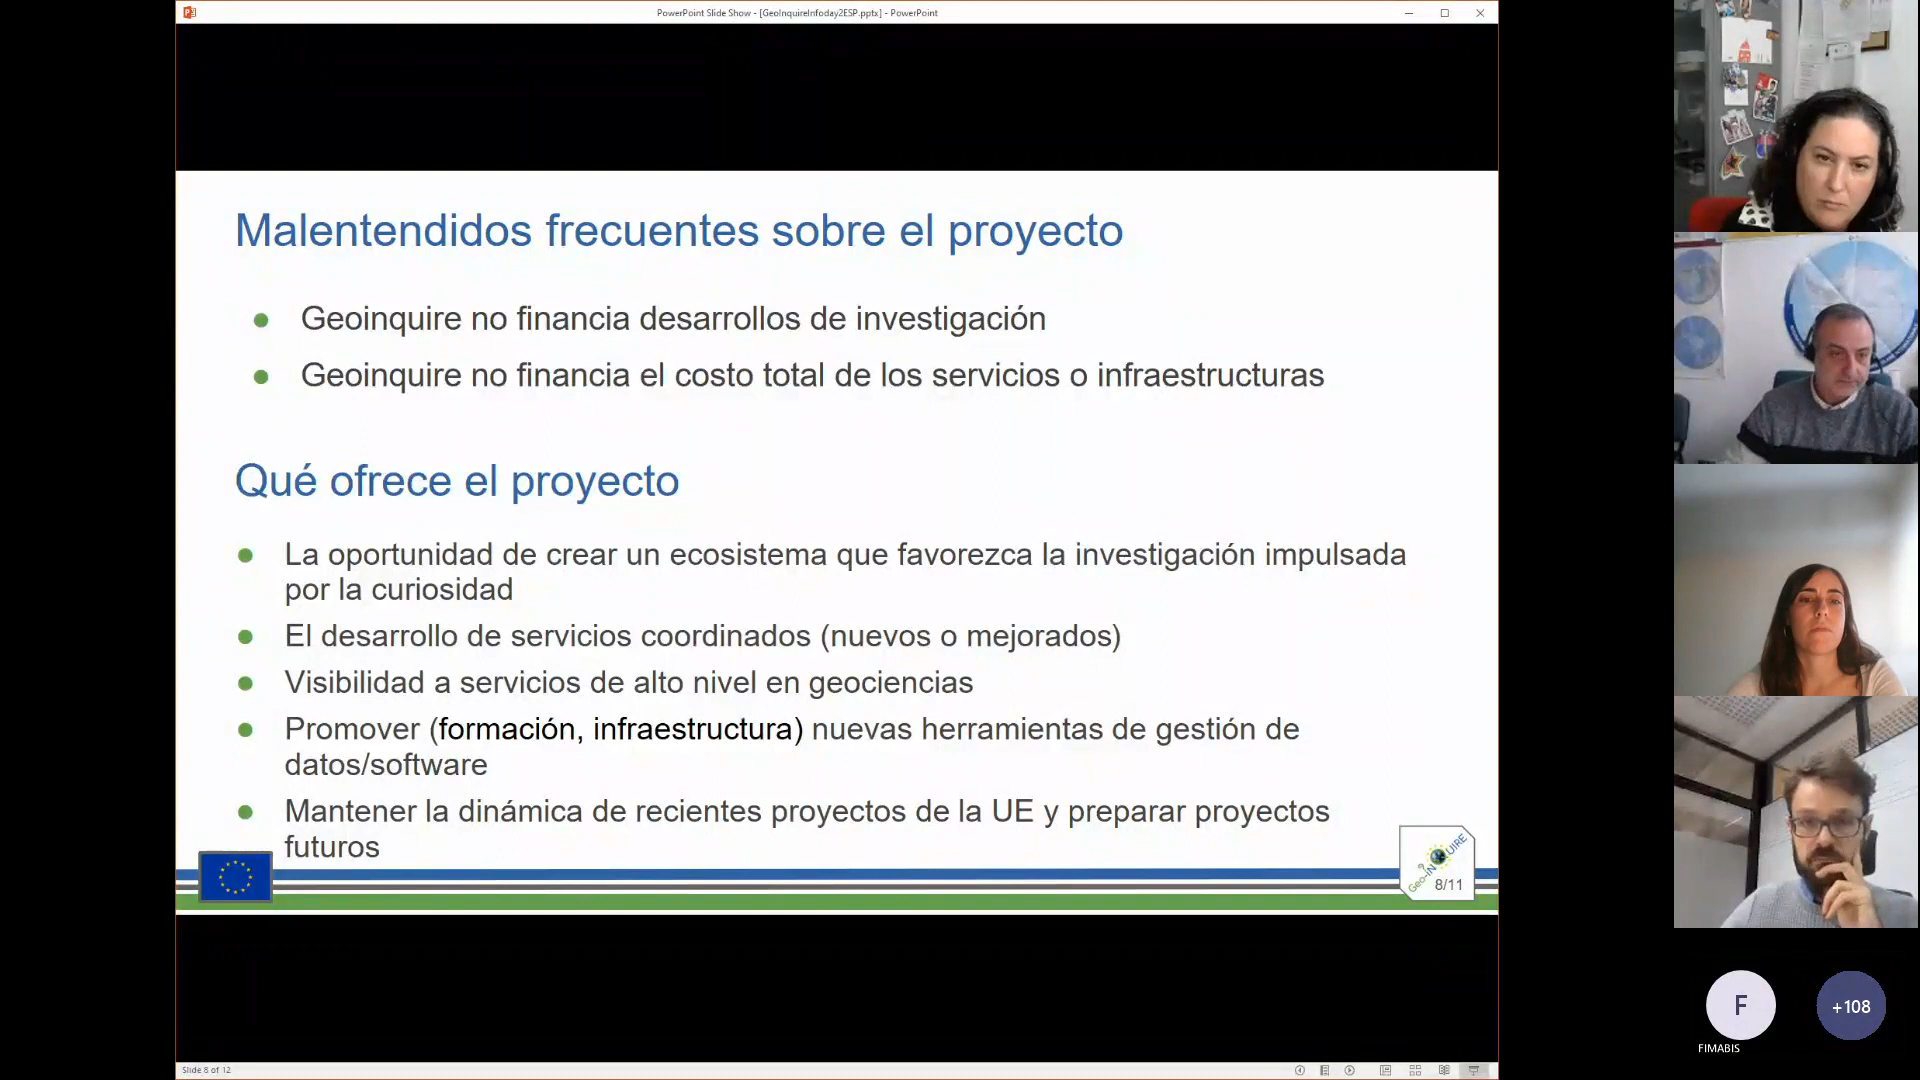 PowerPoint Slide Show - [GeoInquireInfoday2ESP.pptx] - PowerPoint
Malentendidos frecuentes sobre el proyecto
Geoinquire no financia desarrollos de investigación
Geoinquire no financia el costo total de los servicios o infraestructuras
Qué ofrece el proyecto
La oportunidad de crear un ecosistema que favorezca la investigación impulsada
por la curiosidad
El desarrollo de servicios coordinados (nuevos o mejorados)
Visibilidad a servicios de alto nivel en geociencias
Promover (formación, infraestructura) nuevas herramientas de gestión de
datos/software
Mantener la dinámica de recientes proyectos de la UE y preparar proyectos
futuros
Geo-INQUIRE
8/11
Slide 8 of 12
F
+108
FIMABIS